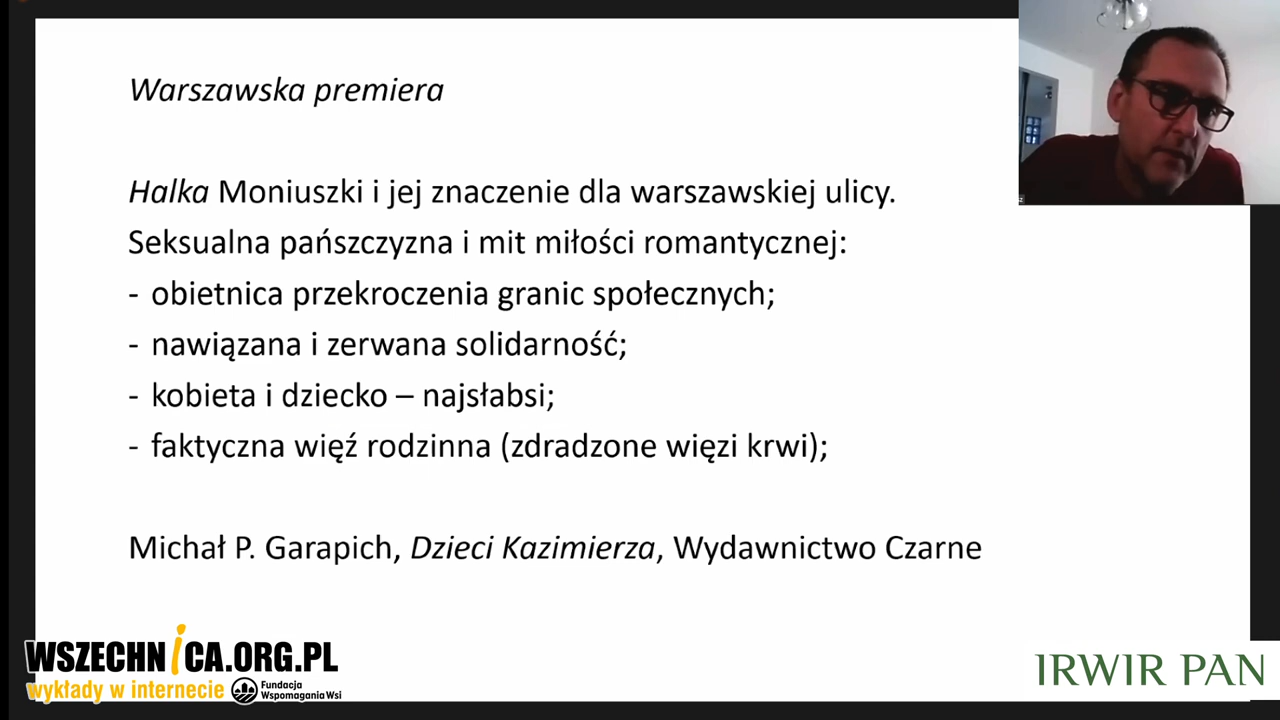 Warszawska premiera
Halka Moniuszki i jej znaczenie dla warszawskiej ulicy.
Seksualna pańszczyzna i mit miłości romantycznej:
- obietnica przekroczenia granic społecznych;
- nawiązana i zerwana solidarność;
- kobieta i dziecko – najsłabsi;
- faktyczna więź rodzinna (zdradzone więzi krwi);
Michał P. Garapich, Dzieci Kazimierza, Wydawnictwo Czarne
WSZECHNICA.ORG.PL
wykłady w internecie
Fundacja
Wspomagania Wsi
IRWIR PAN